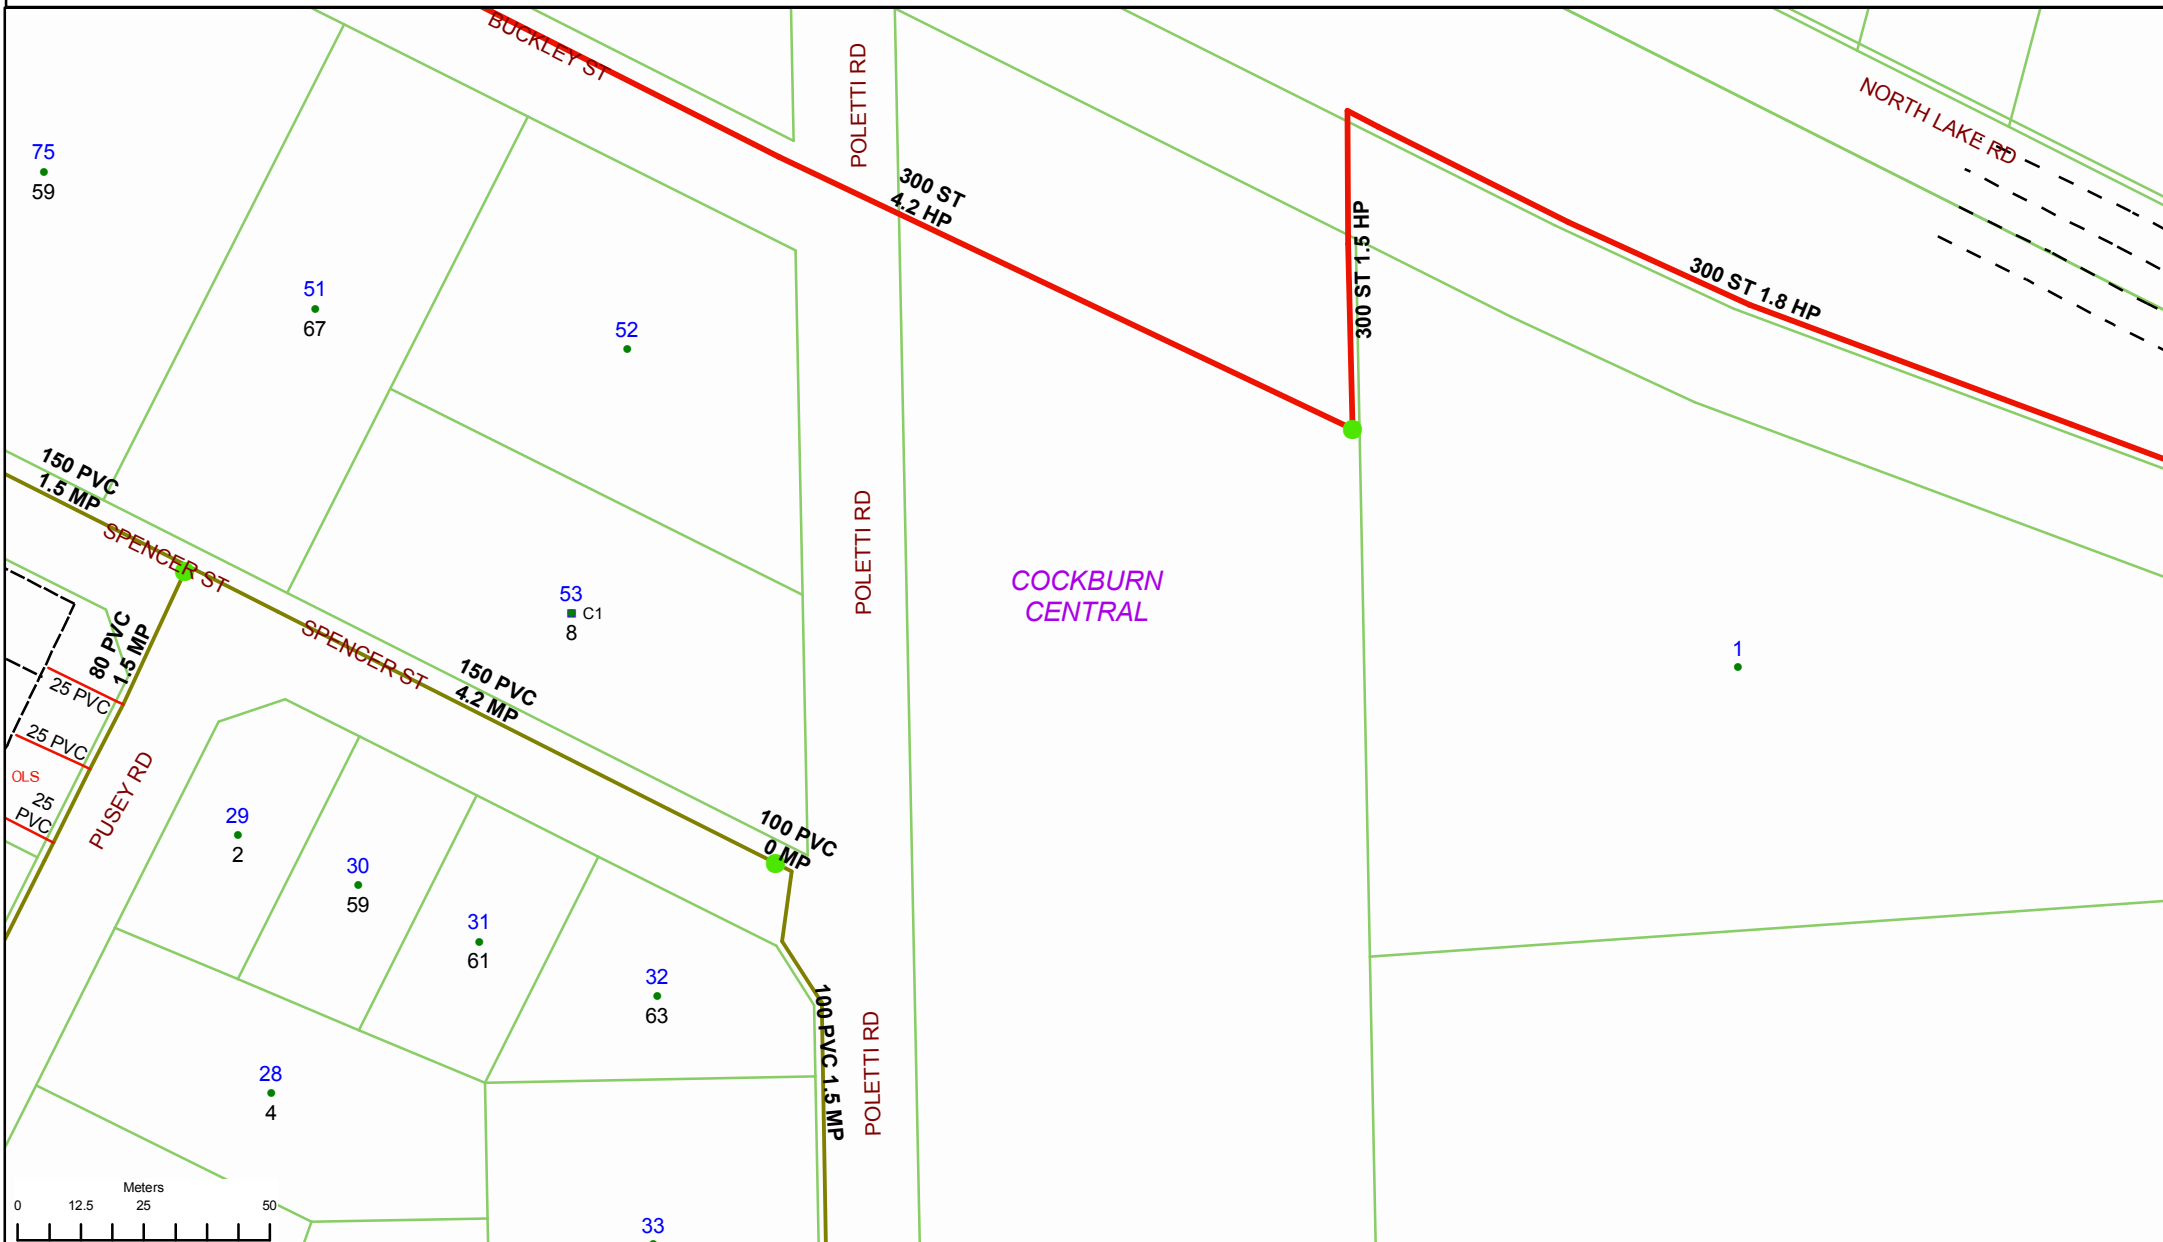 BUCKLEY ST
POLETTI RD
NORTH LAKE RD
75
59
300 ST
4.2 HP
300 ST 1.5 HP
300 ST 1.8 HP
51
67
52
150 PVC
1.5 MP
SPENCER ST
POLETTI RD
COCKBURN
CENTRAL
53
C1
8
80 PVC
1.5 MP
SPENCER ST
150 PVC
4.2 MP
1
25 PVC
25 PVC
OLS
25
PVC
PUSEY RD
29
2
30
59
31
61
100 PVC
0 MP
32
63
100 PVC 1.5 MP
POLETTI RD
28
4
Meters
0 12.5 25 50
33